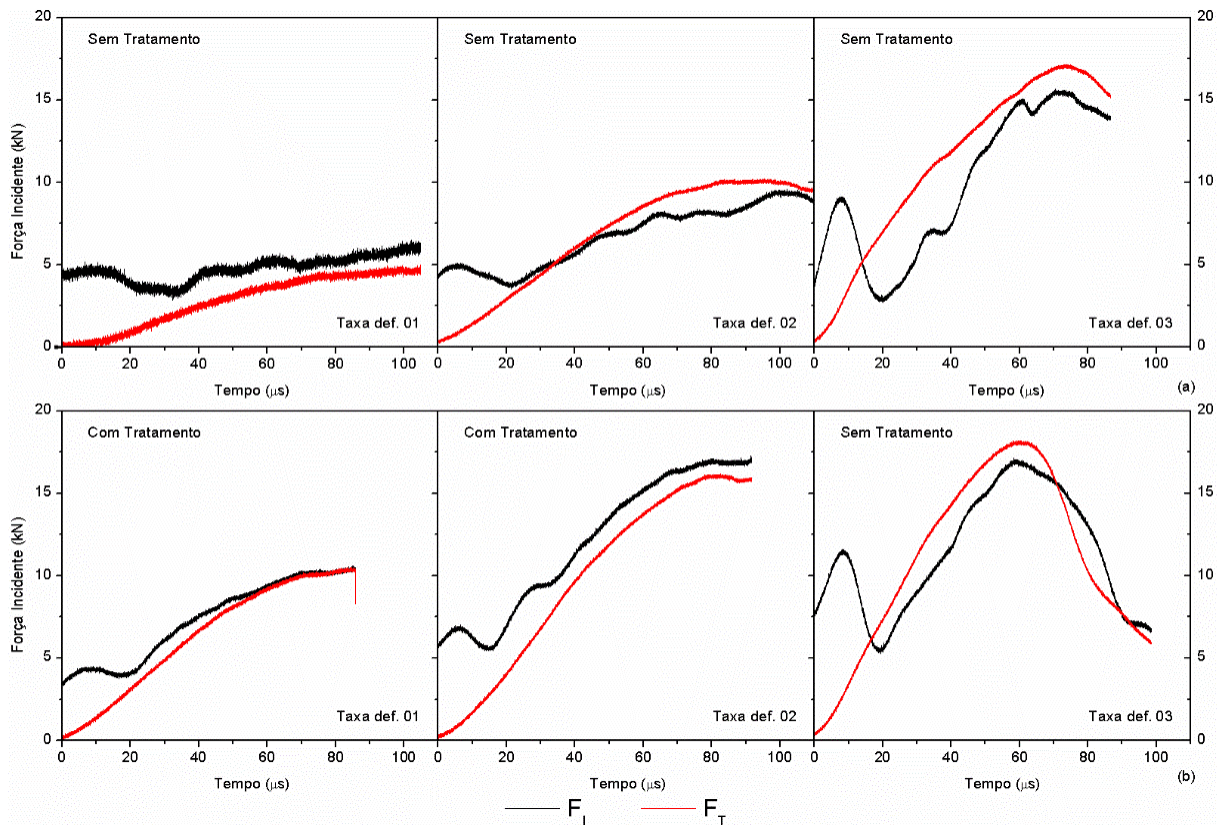 20
15
10
5
0
Força Incidente (kN)
Sem Tratamento
Taxa def. 01
0 20 40 60 80 100
Tempo (μs)
Sem Tratamento
Taxa def. 02
0 20 40 60 80 100
Tempo (μs)
Sem Tratamento
Taxa def. 03
0 20 40 60 80 100
Tempo (μs)
20
15
10
5
0
(a)
20
15
10
5
0
Força Incidente (kN)
Com Tratamento
Taxa def. 01
0 20 40 60 80 100
Tempo (μs)
Com Tratamento
Taxa def. 02
0 20 40 60 80 100
Tempo (μs)
Sem Tratamento
Taxa def. 03
0 20 40 60 80 100
Tempo (μs)
20
15
10
5
0
(b)
F_I F_T